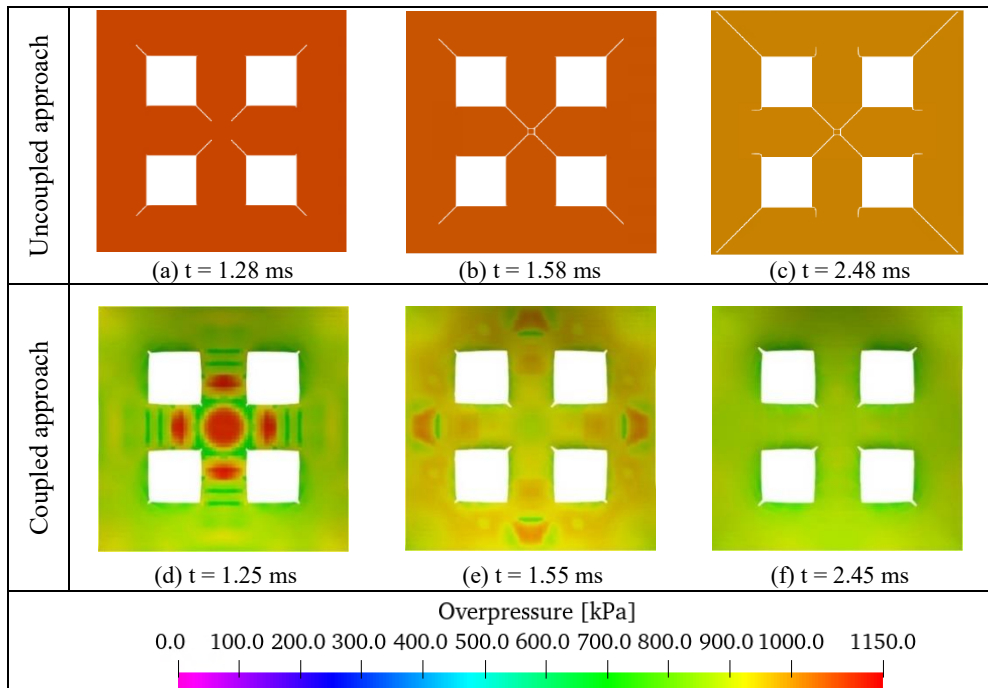 Uncoupled approach
(a) t = 1.28 ms
(b) t = 1.58 ms
(c) t = 2.48 ms
Coupled approach
(d) t = 1.25 ms
(e) t = 1.55 ms
(f) t = 2.45 ms
Overpressure [kPa]
0.0 100.0 200.0 300.0 400.0 500.0 600.0 700.0 800.0 900.0 1000.0 1150.0